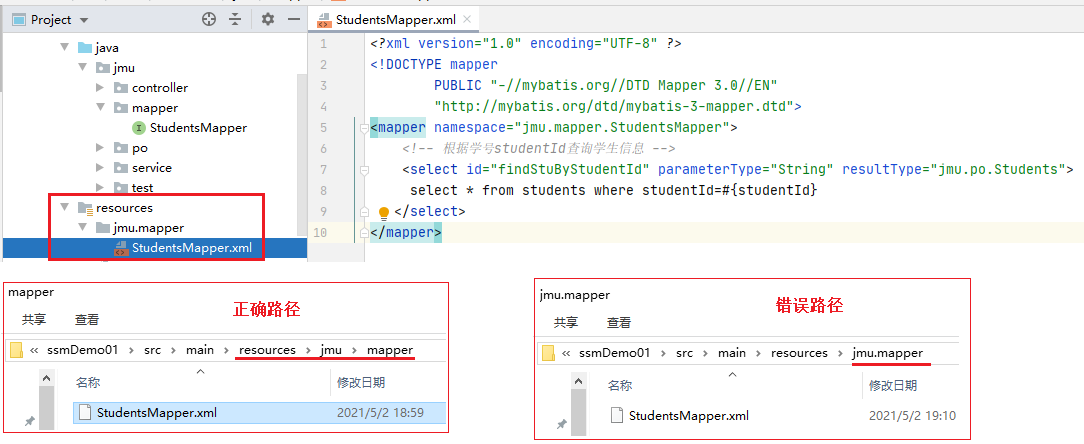 Project
StudentsMapper.xml
java
jmu
controller
mapper
StudentsMapper
po
service
test
resources
jmu.mapper
StudentsMapper.xml
1 <?xml version="1.0" encoding="UTF-8" ?>
2 <!DOCTYPE mapper
3 PUBLIC "-//mybatis.org//DTD Mapper 3.0//EN"
4 "http://mybatis.org/dtd/mybatis-3-mapper.dtd">
5 <mapper namespace="jmu.mapper.StudentsMapper">
6 <!-- 根据学号studentId查询学生信息 -->
7 <select id="findStuByStudentId" parameterType="String" resultType="jmu.po.Students">
8 select * from students where studentId=#{studentId}
9 </select>
10 </mapper>
mapper
正确路径
共享 查看
« ssmDemo01 > src > main > resources > jmu > mapper
名称 修改日期
StudentsMapper.xml 2021/5/2 18:59
jmu.mapper
错误路径
共享 查看
« ssmDemo01 > src > main > resources > jmu.mapper
名称 修改日期
StudentsMapper.xml 2021/5/2 19:10